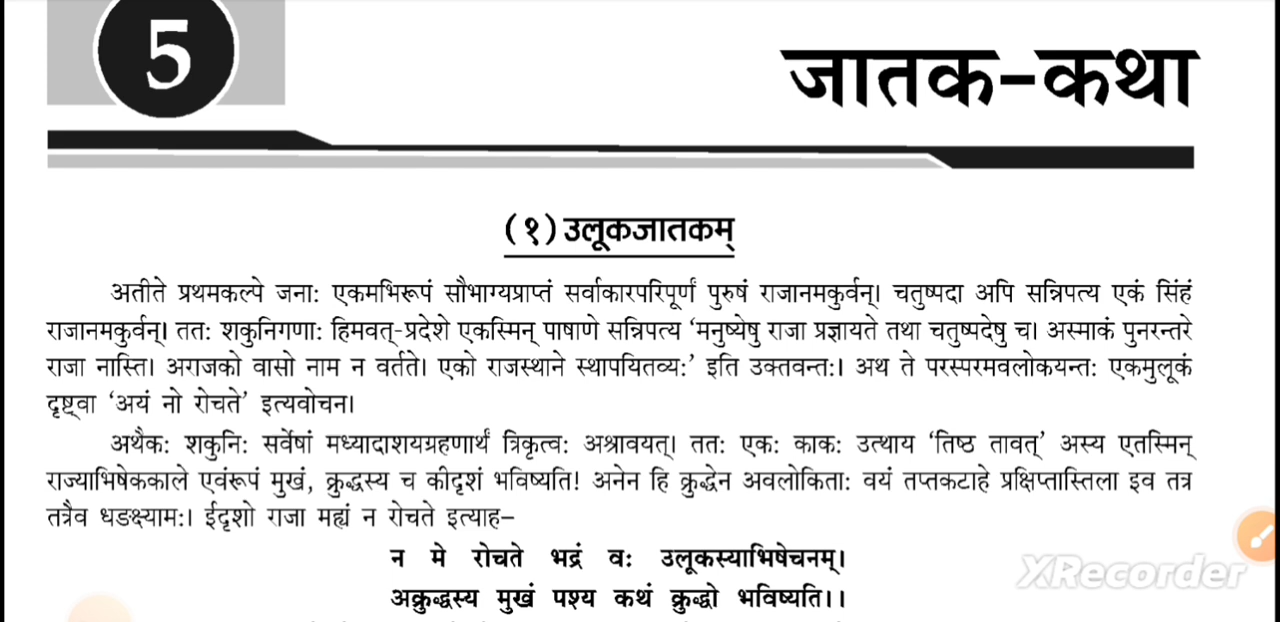 5
जातक-कथा
(१) उलूकजातकम्
अतीते प्रथमकल्पे जनाः एकमभिरूपं सौभाग्यप्राप्तं सर्वाकारपरिपूर्णं पुरुषं राजानमकुर्वन्। चतुष्पदा अपि सन्निपत्य एकं सिंहं
राजानमकुर्वन्। ततः शकुनिगणाः हिमवत्-प्रदेशे एकस्मिन् पाषाणे सन्निपत्य ‘मनुष्येषु राजा प्रज्ञायते तथा चतुष्पदेषु च। अस्माकं पुनरन्तरे
राजा नास्ति। अराजको वासो नाम न वर्तते। एको राजस्थाने स्थापयितव्यः’ इति उक्तवन्तः। अथ ते परस्परमवलोकयन्तः एकमुलूकं
दृष्ट्वा ‘अयं नो रोचते’ इत्यवोचन।
अथैकः शकुनिः सर्वेषां मध्यादाशयग्रहणार्थं त्रिकृत्वः अश्रावयत्। ततः एकः काकः उत्थाय ‘तिष्ठ तावत्’ अस्य एतस्मिन्
राज्याभिषेककाले एवंरूपं मुखं, क्रुद्धस्य च कीदृशं भविष्यति! अनेन हि क्रुद्धेन अवलोकिताः वयं तप्तकटाहे प्रक्षिप्तास्तिला इव तत्र
तत्रैव धङक्ष्यामः। ईदृशो राजा मह्यं न रोचते इत्याह–
न मे रोचते भद्रं वः उलूकस्याभिषेचनम्।
अक्रुद्धस्य मुखं पश्य कथं क्रुद्धो भविष्यति।।
XRecorder